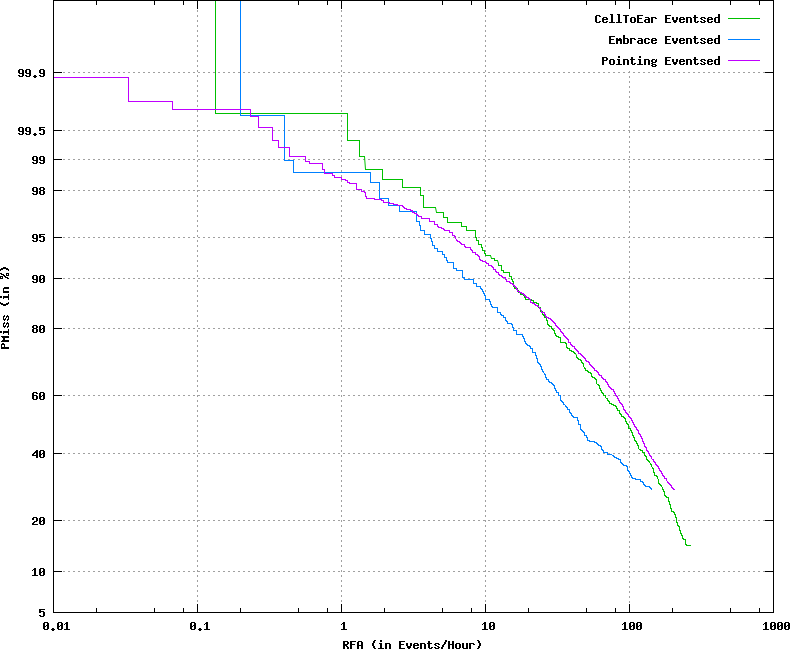 CellToEar Eventsed
Embrace Eventsed
Pointing Eventsed
99.9
99.5
99
98
95
90
80
60
40
20
10
5
PMiss (in %)
0.01 0.1 1 10 100 1000
RFA (in Events/Hour)